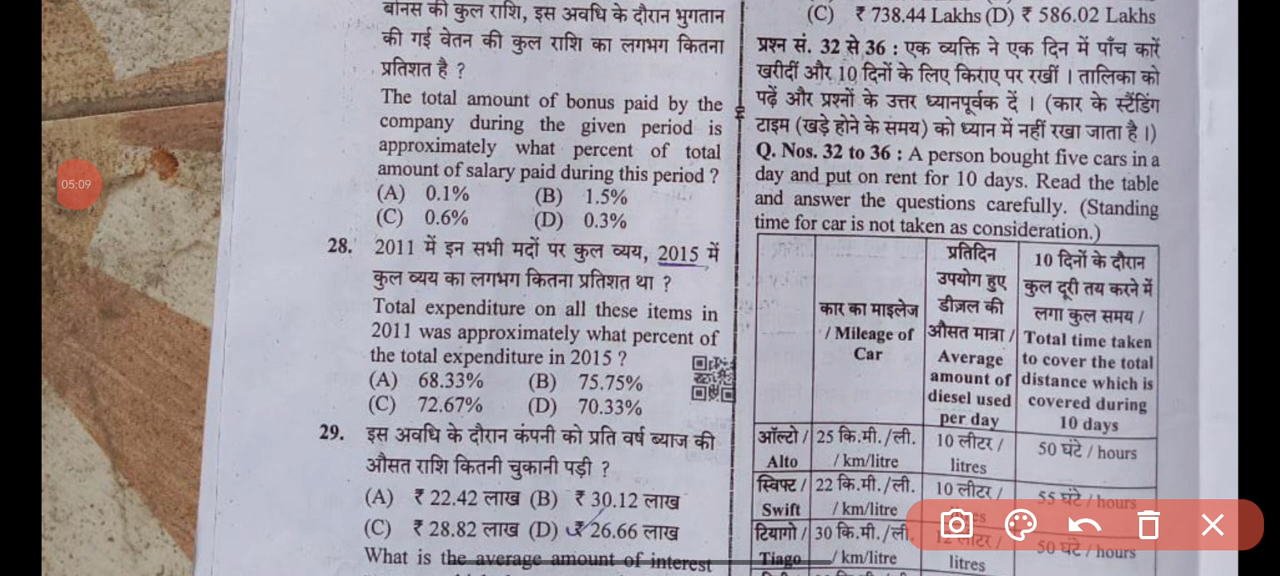 बोनस की कुल राशि, इस अवधि के दौरान भुगतान
की गई वेतन की कुल राशि का लगभग कितना
प्रतिशत है ?
The total amount of bonus paid by the
company during the given period is
approximately what percent of total
amount of salary paid during this period ?
(A) 0.1% (B) 1.5%
(C) 0.6% (D) 0.3%
28. 2011 में इन सभी मदों पर कुल व्यय, 2015 में
कुल व्यय का लगभग कितना प्रतिशत था ?
Total expenditure on all these items in
2011 was approximately what percent of
the total expenditure in 2015 ?
(A) 68.33% (B) 75.75%
(C) 72.67% (D) 70.33%
29. इस अवधि के दौरान कंपनी को प्रति वर्ष ब्याज की
औसत राशि कितनी चुकानी पड़ी ?
(A) ₹ 22.42 लाख (B) ₹ 30.12 लाख
(C) ₹ 28.82 लाख (D) ₹ 26.66 लाख
What is the average amount of interest
(C) ₹ 738.44 Lakhs (D) ₹ 586.02 Lakhs
प्रश्न सं. 32 से 36 : एक व्यक्ति ने एक दिन में पाँच कारें
खरीदीं और 10 दिनों के लिए किराए पर रखीं । तालिका को
पढ़ें और प्रश्नों के उत्तर ध्यानपूर्वक दें । (कार के स्टैंडिंग
टाइम (खड़े होने के समय) को ध्यान में नहीं रखा जाता है ।)
Q. Nos. 32 to 36 : A person bought five cars in a
day and put on rent for 10 days. Read the table
and answer the questions carefully. (Standing
time for car is not taken as consideration.)
कार का माइलेज
/ Mileage of
Car
प्रतिदिन
उपयोग हुए
डीज़ल की
औसत मात्रा /
Average
amount of
diesel used
per day
10 दिनों के दौरान
कुल दूरी तय करने में
लगा कुल समय /
Total time taken
to cover the total
distance which is
covered during
10 days
ऑल्टो / 25 कि.मी./ली. 10 लीटर / 50 घंटे / hours
Alto / km/litre litres
स्विफ्ट / 22 कि.मी./ली. 10 लीटर / 55 घंटे / hours
Swift / km/litre
टियागो / 30 कि.मी./ली. 12 लीटर / 50 घंटे / hours
Tiago / km/litre litres
05:09